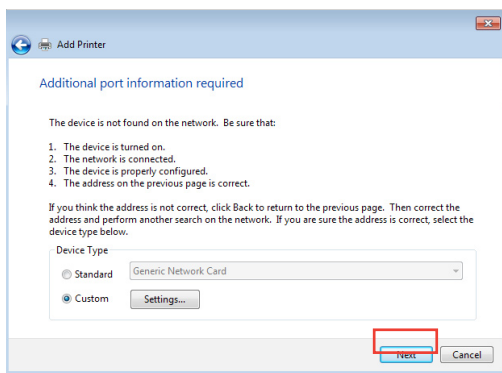 Add Printer
Additional port information required
The device is not found on the network. Be sure that:
1. The device is turned on.
2. The network is connected.
3. The device is properly configured.
4. The address on the previous page is correct.
If you think the address is not correct, click Back to return to the previous page. Then correct the
address and perform another search on the network. If you are sure the address is correct, select the
device type below.
Device Type
Standard
Generic Network Card
Custom
Settings...
Next
Cancel